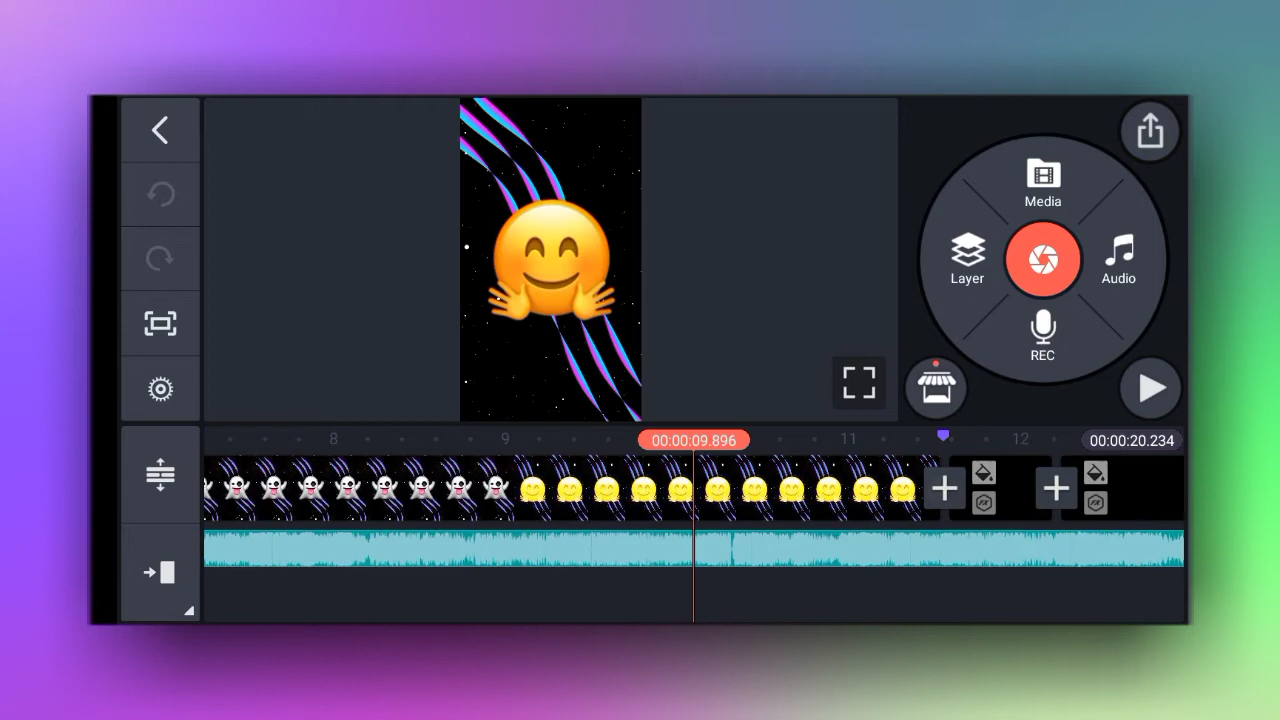 Media
Layer
Audio
REC
8
9
00:00:09.896
11
12
00:00:20.234